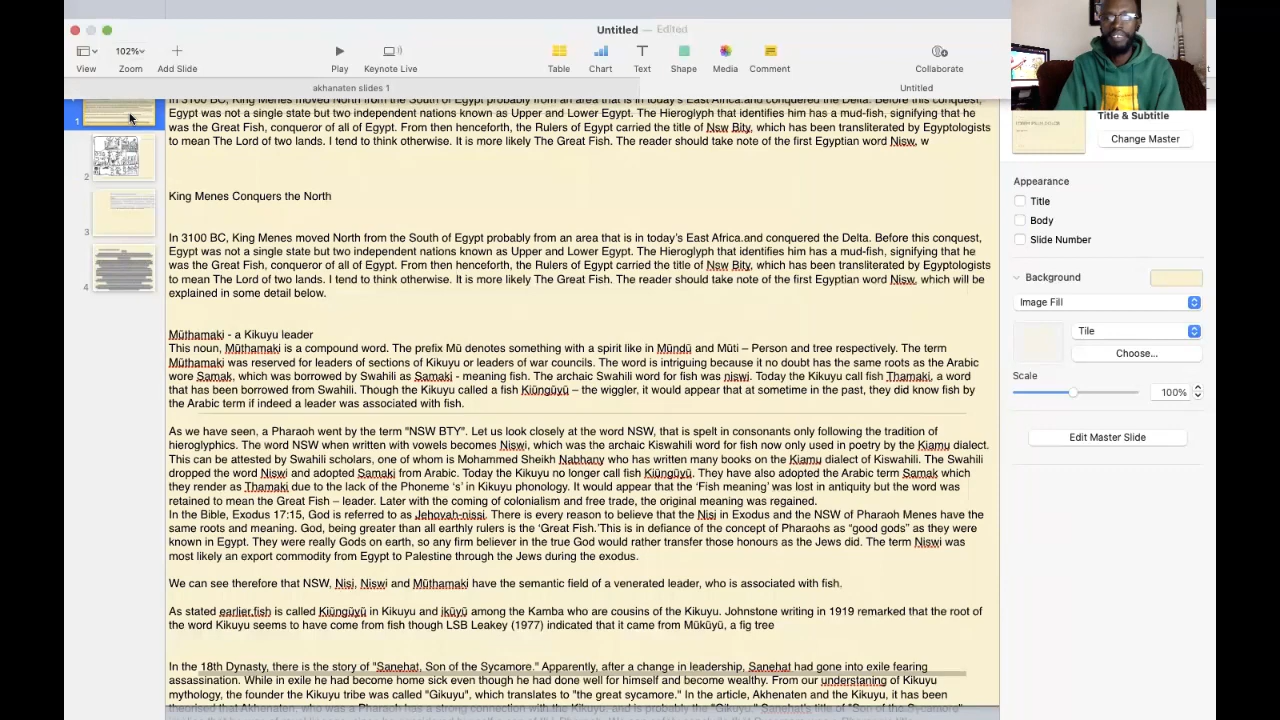 Untitled — Edited
102%
View
Zoom
Add Slide
Play
Keynote Live
Table
Chart
Text
Shape
Media
Comment
Collaborate
akhanaten slides 1
Untitled
1
2
3
4
In 3100 BC, King Menes moved North from the South of Egypt probably from an area that is in today's East Africa.and conquered the Delta. Before this conquest,
Egypt was not a single state but two independent nations known as Upper and Lower Egypt. The Hieroglyph that identifies him has a mud-fish, signifying that he
was the Great Fish, conqueror of all of Egypt. From then henceforth, the Rulers of Egypt carried the title of Nsw Bity, which has been transliterated by Egyptologists
to mean The Lord of two lands. I tend to think otherwise. It is more likely The Great Fish. The reader should take note of the first Egyptian word Nisw, w
King Menes Conquers the North
In 3100 BC, King Menes moved North from the South of Egypt probably from an area that is in today's East Africa.and conquered the Delta. Before this conquest,
Egypt was not a single state but two independent nations known as Upper and Lower Egypt. The Hieroglyph that identifies him has a mud-fish, signifying that he
was the Great Fish, conqueror of all of Egypt. From then henceforth, the Rulers of Egypt carried the title of Nsw Bity, which has been transliterated by Egyptologists
to mean The Lord of two lands. I tend to think otherwise. It is more likely The Great Fish. The reader should take note of the first Egyptian word Nisw, which will be
explained in some detail below.
Mũthamaki - a Kikuyu leader
This noun, Mũthamaki is a compound word. The prefix Mũ denotes something with a spirit like in Mũndũ and Mũti – Person and tree respectively. The term
Mũthamaki was reserved for leaders of sections of Kikuyu or leaders of war councils. The word is intriguing because it no doubt has the same roots as the Arabic
wore Samak, which was borrowed by Swahili as Samaki - meaning fish. The archaic Swahili word for fish was niswi. Today the Kikuyu call fish Thamaki, a word
that has been borrowed from Swahili. Though the Kikuyu called a fish Kiũngũyũ – the wiggler, it would appear that at sometime in the past, they did know fish by
the Arabic term if indeed a leader was associated with fish.
As we have seen, a Pharaoh went by the term "NSW BTY". Let us look closely at the word NSW, that is spelt in consonants only following the tradition of
hieroglyphics. The word NSW when written with vowels becomes Niswi, which was the archaic Kiswahili word for fish now only used in poetry by the Kiamu dialect.
This can be attested by Swahili scholars, one of whom is Mohammed Sheikh Nabhany who has written many books on the Kiamu dialect of Kiswahili. The Swahili
dropped the word Niswi and adopted Samaki from Arabic. Today the Kikuyu no longer call fish Kiũngũyũ. They have also adopted the Arabic term Samak which
they render as Thamaki due to the lack of the Phoneme 's' in Kikuyu phonology. It would appear that the 'Fish meaning' was lost in antiquity but the word was
retained to mean the Great Fish – leader. Later with the coming of colonialism and free trade, the original meaning was regained.
In the Bible, Exodus 17:15, God is referred to as Jehovah-nissi. There is every reason to believe that the Nisi in Exodus and the NSW of Pharaoh Menes have the
same roots and meaning. God, being greater than all earthly rulers is the 'Great Fish.'This is in defiance of the concept of Pharaohs as “good gods” as they were
known in Egypt. They were really Gods on earth, so any firm believer in the true God would rather transfer those honours as the Jews did. The term Niswi was
most likely an export commodity from Egypt to Palestine through the Jews during the exodus.
We can see therefore that NSW, Nisi, Niswi and Mũthamaki have the semantic field of a venerated leader, who is associated with fish.
As stated earlier,fish is called Kiũngũyũ in Kikuyu and ikũyũ among the Kamba who are cousins of the Kikuyu. Johnstone writing in 1919 remarked that the root of
the word Kikuyu seems to have come from fish though LSB Leakey (1977) indicated that it came from Mũkũyũ, a fig tree
In the 18th Dynasty, there is the story of "Sanehat, Son of the Sycamore." Apparently, after a change in leadership, Sanehat had gone into exile fearing
assassination. While in exile he had become home sick even though he had done well for himself and become wealthy. From our understaning of Kikuyu
mythology, the founder the Kikuyu tribe was called "Gikuyu", which translates to "the great sycamore." In the article, Akhenaten and the Kikuyu, it has been
Title & Subtitle
Change Master
Appearance
Title
Body
Slide Number
Background
Image Fill
Tile
Choose...
Scale
100%
Edit Master Slide